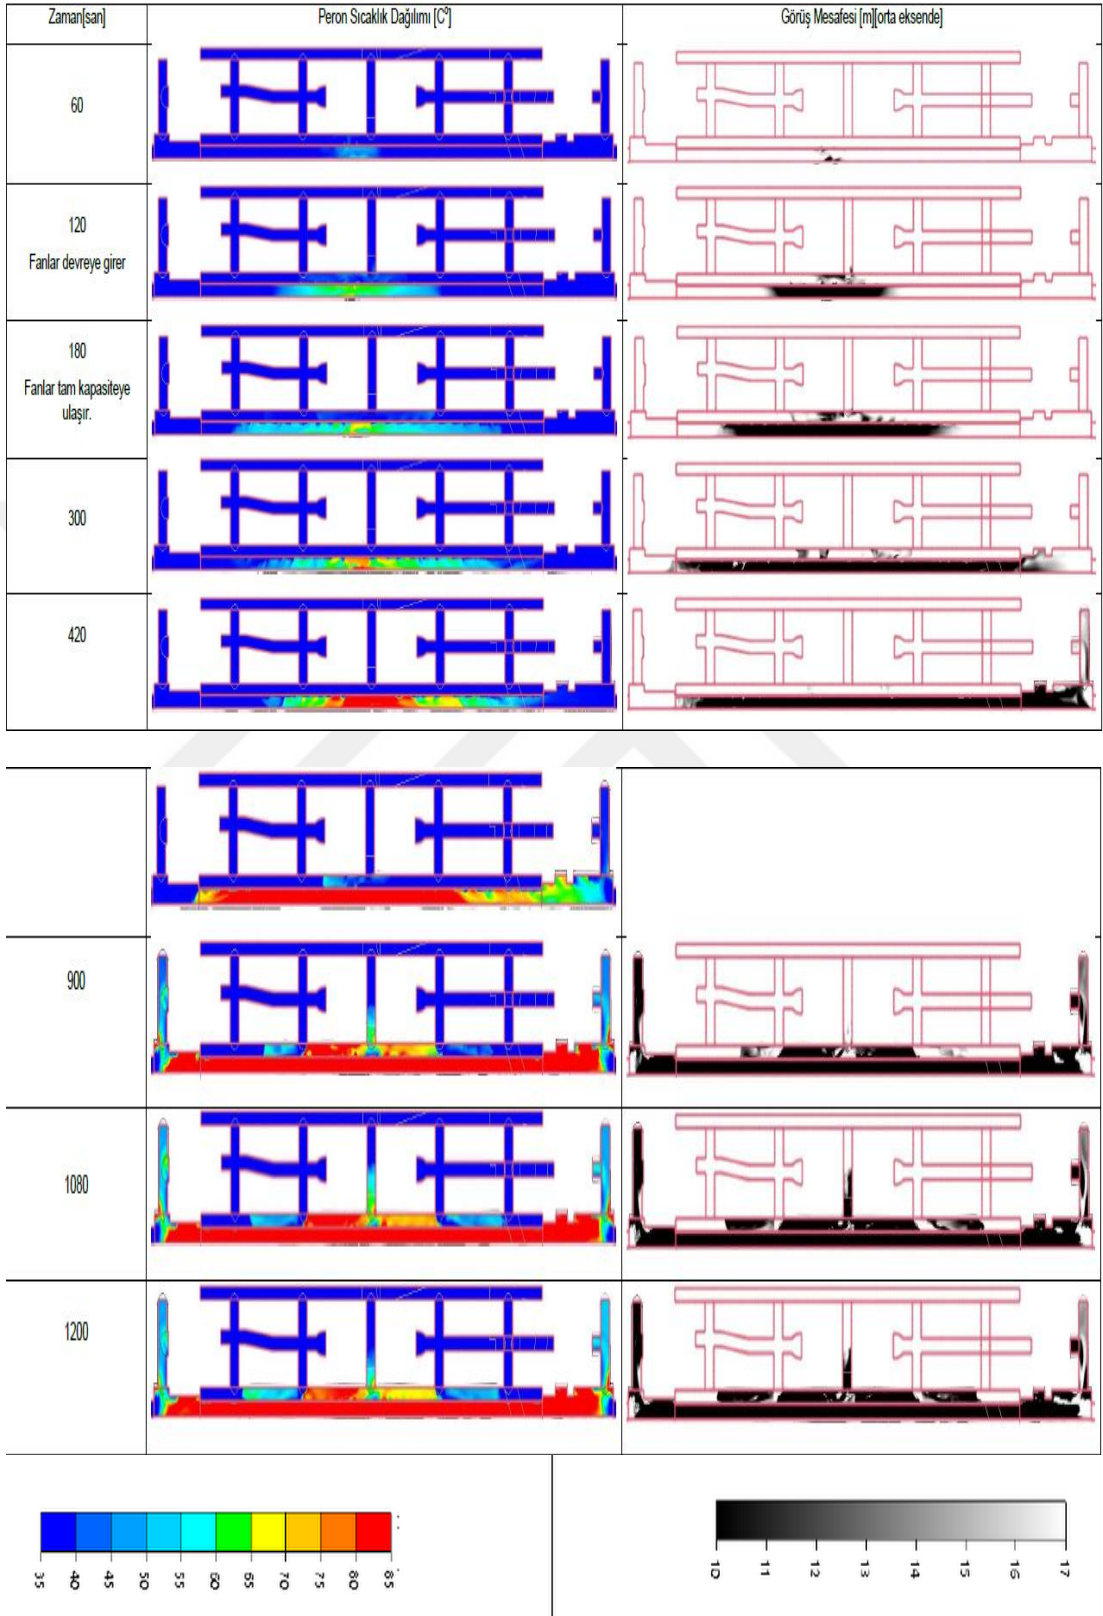 Zaman[san] Peron Sıcaklık Dağılımı [C⁰] Görüş Mesafesi [m][orta eksende]
60
120
Fanlar devreye girer
180
Fanlar tam kapasiteye
ulaşır.
300
420
900
1080
1200
35 40 45 50 55 60 65 70 75 80 85
10 11 12 13 14 15 16 17